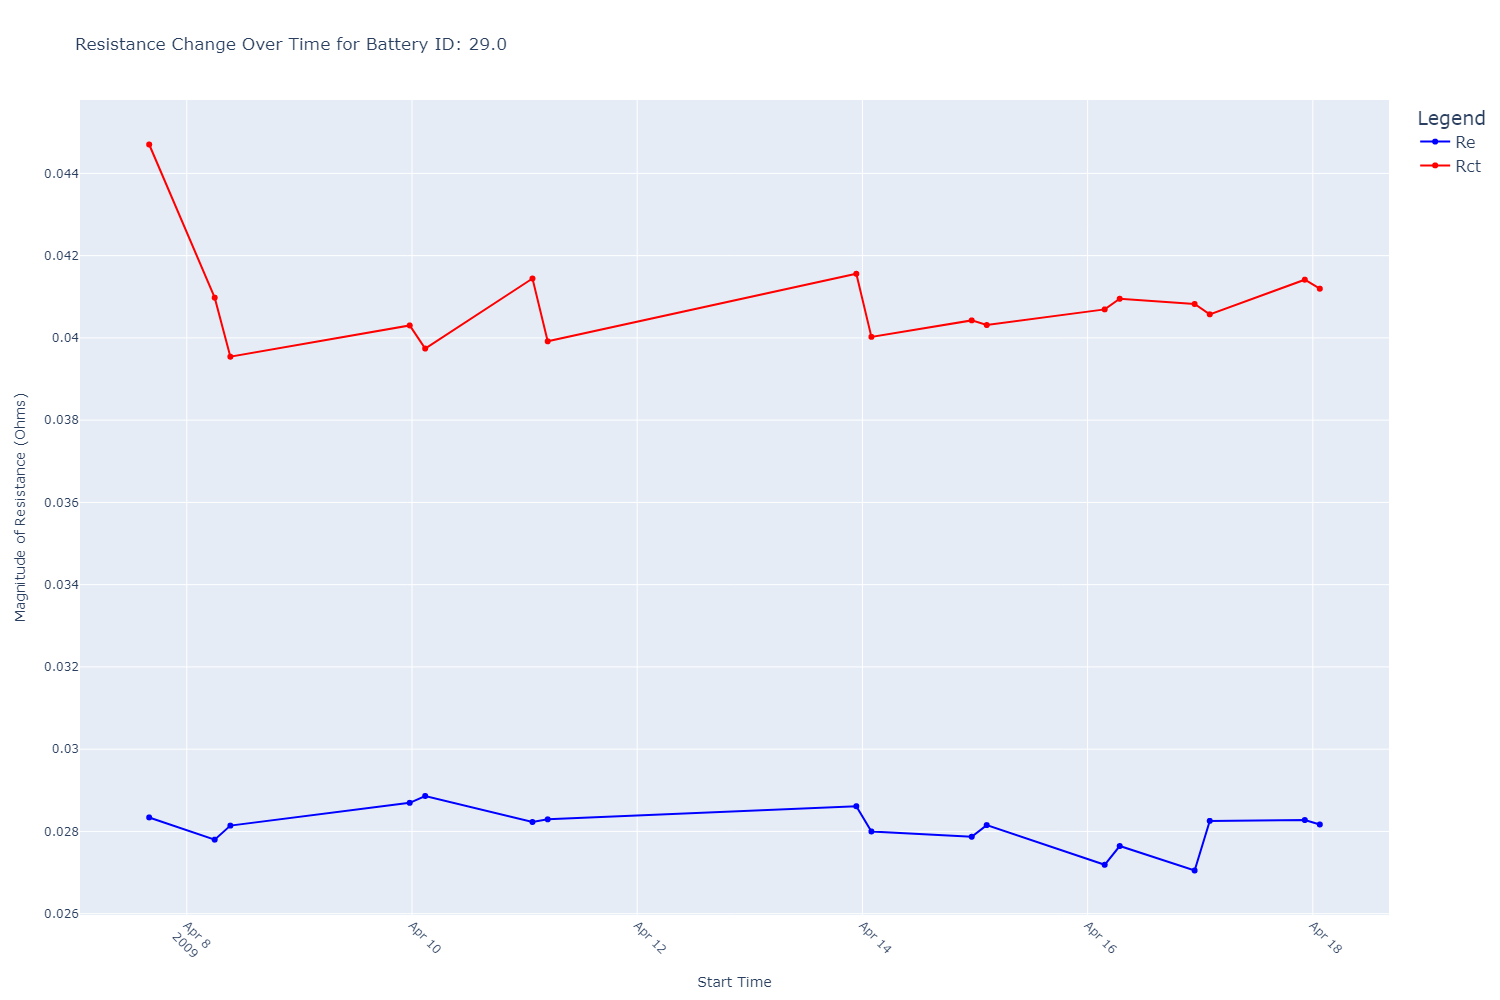 Resistance Change Over Time for Battery ID: 29.0
Legend
Re
Rct
Magnitude of Resistance (Ohms)
0.044
0.042
0.04
0.038
0.036
0.034
0.032
0.03
0.028
0.026
Apr 8
2009
Apr 10
Apr 12
Apr 14
Apr 16
Apr 18
Start Time